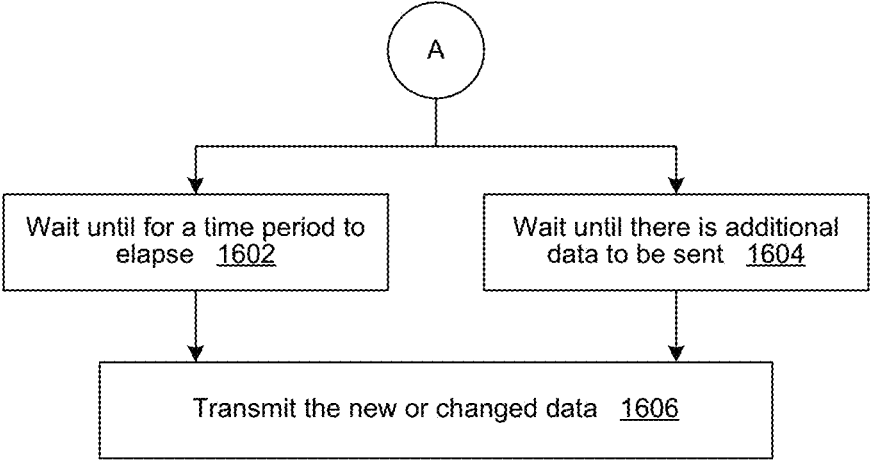 A
Wait until for a time period to
elapse 1602
Wait until there is additional
data to be sent 1604
Transmit the new or changed data 1606